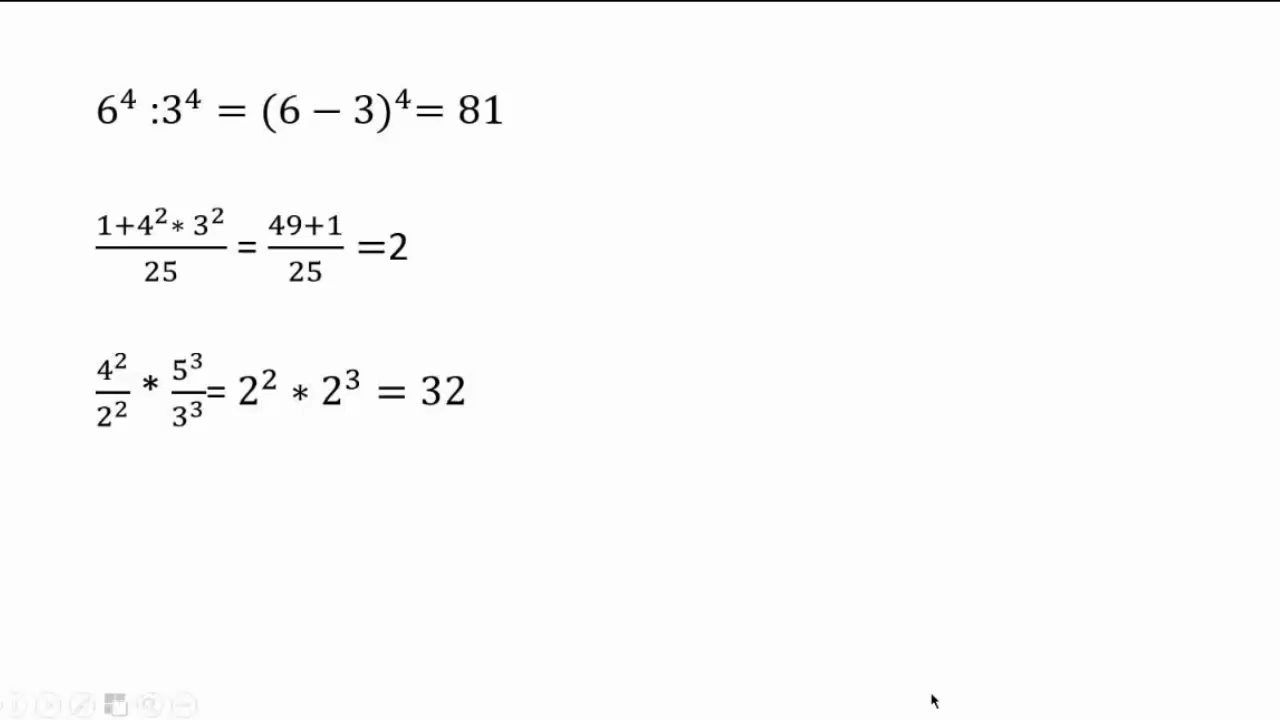 6⁴ :3⁴ = (6 − 3)⁴= 81
1+4²* 3²/25 = 49+1/25 =2
4²/2² * 5³/3³= 2² * 2³ = 32